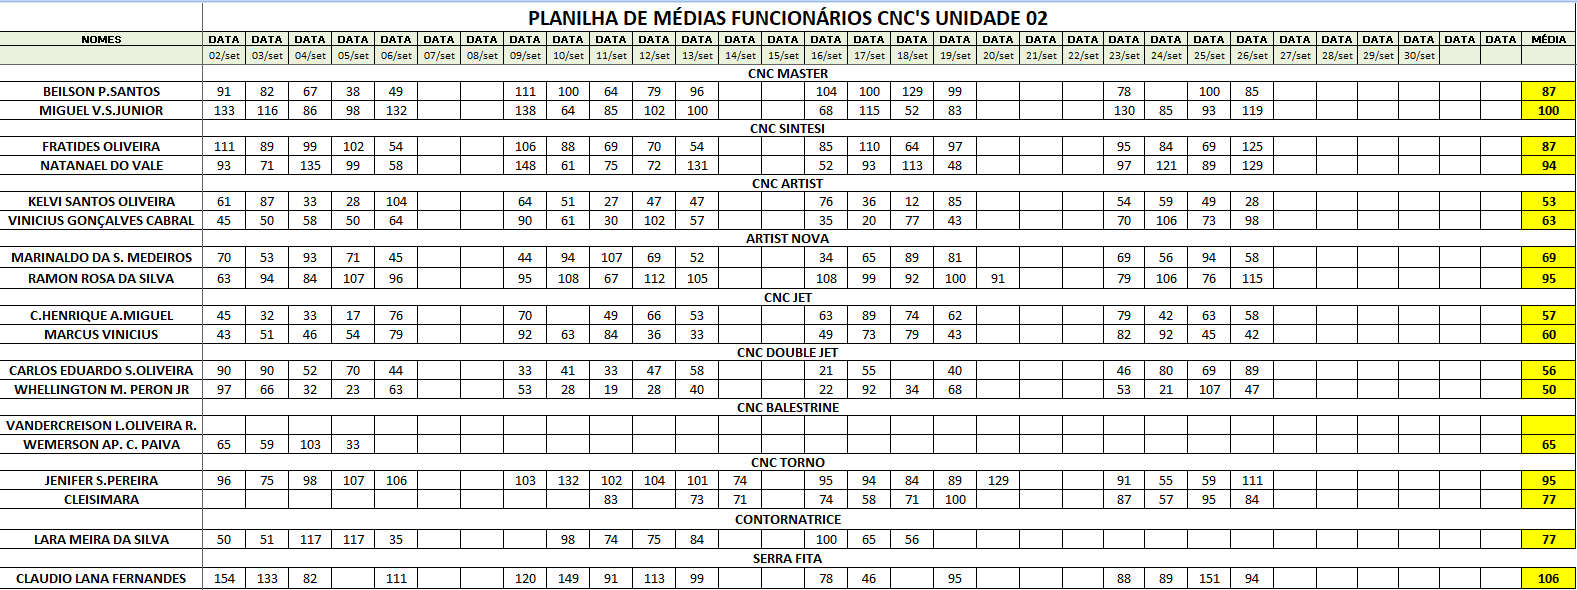 PLANILHA DE MÉDIAS FUNCIONÁRIOS CNC'S UNIDADE 02
NOMES DATA DATA DATA DATA DATA DATA DATA DATA DATA DATA DATA DATA DATA DATA DATA DATA DATA DATA DATA DATA DATA DATA DATA DATA DATA DATA DATA DATA DATA DATA DATA MÉDIA
02/set 03/set 04/set 05/set 06/set 07/set 08/set 09/set 10/set 11/set 12/set 13/set 14/set 15/set 16/set 17/set 18/set 19/set 20/set 21/set 22/set 23/set 24/set 25/set 26/set 27/set 28/set 29/set 30/set
CNC MASTER
BEILSON P.SANTOS 91 82 67 38 49 111 100 64 79 96 104 100 129 99 78 100 85 87
MIGUEL V.S.JUNIOR 133 116 86 98 132 138 64 85 102 100 68 115 52 83 130 85 93 119 100
CNC SINTESI
FRATIDES OLIVEIRA 111 89 99 102 54 106 88 69 70 54 85 110 64 97 95 84 69 125 87
NATANAEL DO VALE 93 71 135 99 58 148 61 75 72 131 52 93 113 48 97 121 89 129 94
CNC ARTIST
KELVI SANTOS OLIVEIRA 61 87 33 28 104 64 51 27 47 47 76 36 12 85 54 59 49 28 53
VINICIUS GONÇALVES CABRAL 45 50 58 50 64 90 61 30 102 57 35 20 77 43 70 106 73 98 63
ARTIST NOVA
MARINALDO DA S. MEDEIROS 70 53 93 71 45 44 94 107 69 52 34 65 89 81 69 56 94 58 69
RAMON ROSA DA SILVA 63 94 84 107 96 95 108 67 112 105 108 99 92 100 91 79 106 76 115 95
CNC JET
C.HENRIQUE A.MIGUEL 45 32 33 17 76 70 49 66 53 63 89 74 62 79 42 63 58 57
MARCUS VINICIUS 43 51 46 54 79 92 63 84 36 33 49 73 79 43 82 92 45 42 60
CNC DOUBLE JET
CARLOS EDUARDO S.OLIVEIRA 90 90 52 70 44 33 41 33 47 58 21 55 40 46 80 69 89 56
WHELLINGTON M. PERON JR 97 66 32 23 63 53 28 19 28 40 22 92 34 68 53 21 107 47 50
CNC BALESTRINE
VANDERCREISON L.OLIVEIRA R.
WEMERSON AP. C. PAIVA 65 59 103 33 65
CNC TORNO
JENIFER S.PEREIRA 96 75 98 107 106 103 132 102 104 101 74 95 94 84 89 129 91 55 59 111 95
CLEISIMARA 83 73 71 74 58 71 100 87 57 95 84 77
CONTORNATRICE
LARA MEIRA DA SILVA 50 51 117 117 35 98 74 75 84 100 65 56 77
SERRA FITA
CLAUDIO LANA FERNANDES 154 133 82 111 120 149 91 113 99 78 46 95 88 89 151 94 106